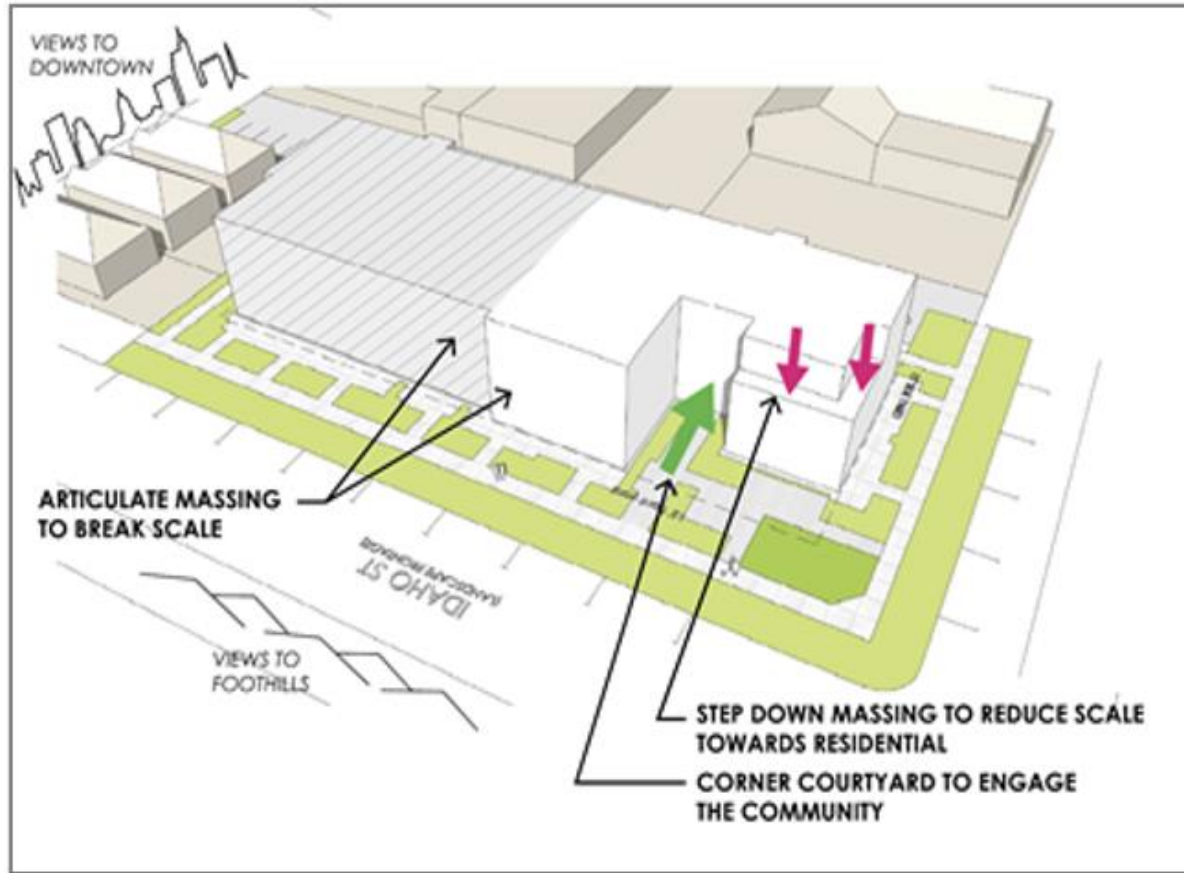 VIEWS TO
DOWNTOWN
ARTICULATE MASSING
TO BREAK SCALE
IDAHO ST
VIEWS TO
FOOTHILLS
STEP DOWN MASSING TO REDUCE SCALE
TOWARDS RESIDENTIAL
CORNER COURTYARD TO ENGAGE
THE COMMUNITY